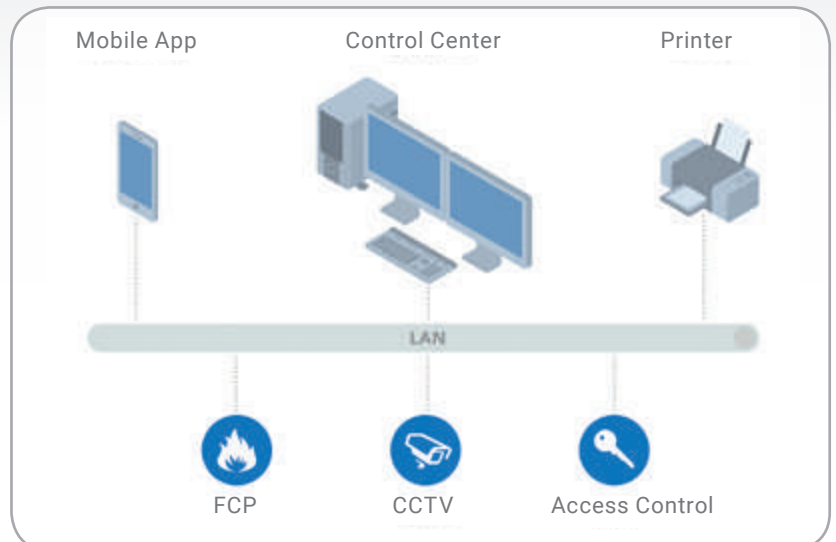 Mobile App
Control Center
Printer
LAN
FCP
CCTV
Access Control